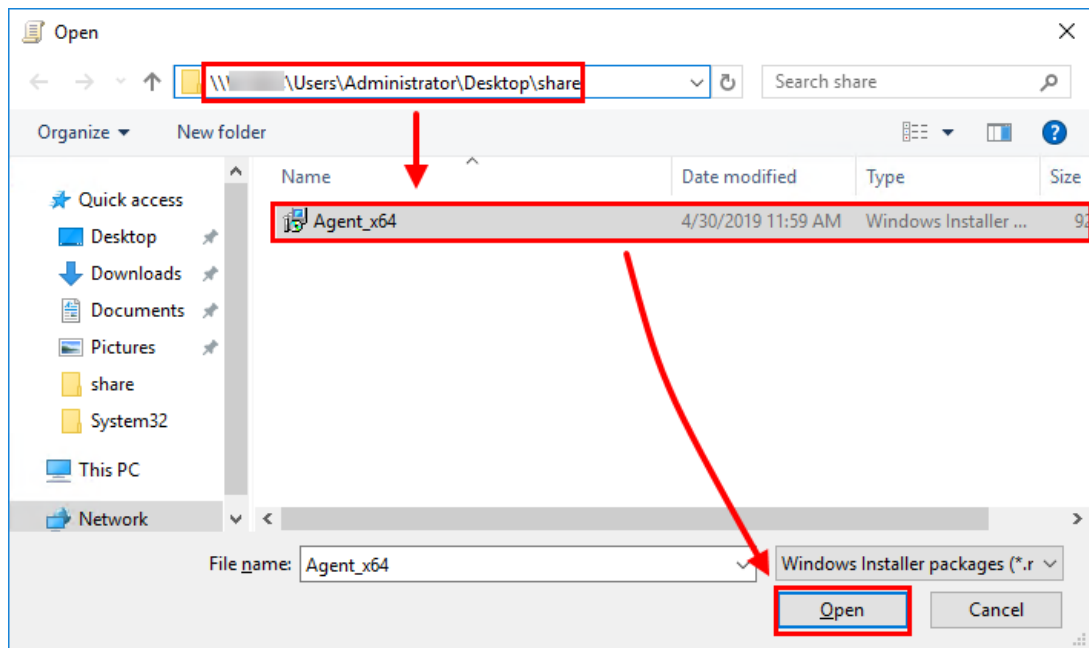 Open
\\ \Users\Administrator\Desktop\share
Search share
Organize
New folder
Name
Date modified
Type
Size
Quick access
Agent_x64
4/30/2019 11:59 AM
Windows Installer ...
92
Desktop
Downloads
Documents
Pictures
share
System32
This PC
Network
File name:
Agent_x64
Windows Installer packages (*.r
Open
Cancel